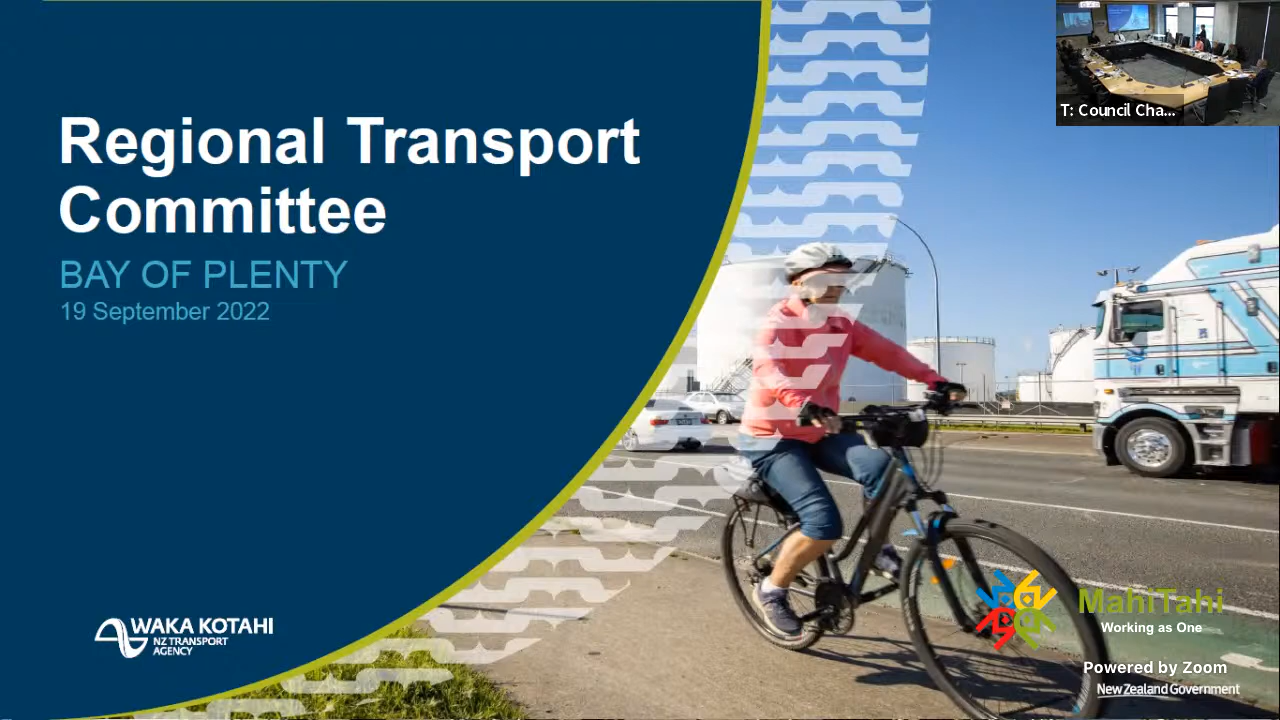 Regional Transport
Committee
BAY OF PLENTY
19 September 2022
T: Council Cha...
WAKA KOTAHI
NZ TRANSPORT
AGENCY
MahiTahi
Working as One
Powered by Zoom
New Zealand Government